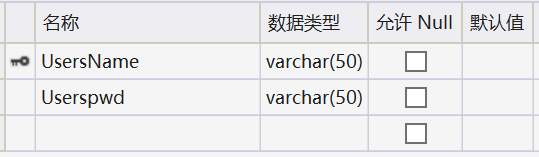 名称 数据类型 允许 Null 默认值
UsersName varchar(50)
Userspwd varchar(50)